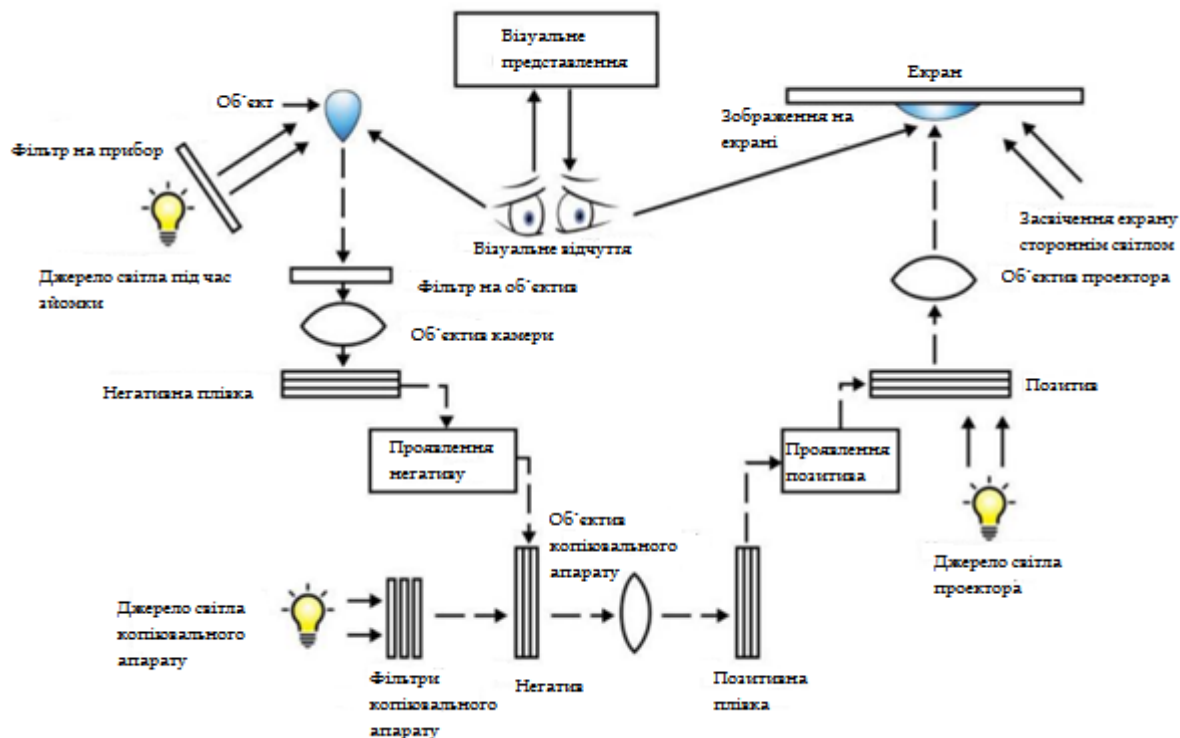 Візуальне
представлення
Екран
Об'єкт
Зображення на
екрані
Фільтр на прибор
Засвічення екрану
стороннім світлом
Візуальне відчуття
Джерело світла під час
зйомки
Фільтр на об'єктив
Об'єктив проектора
Об'єктив камери
Негативна плівка
Позитив
Проявлення
негативу
Проявлення
позитива
Об'єктив
копіювального
апарату
Джерело світла
проектора
Джерело світла
копіювального
апарату
Фільтри
копіювального
апарату
Негатив
Позитивна
плівка